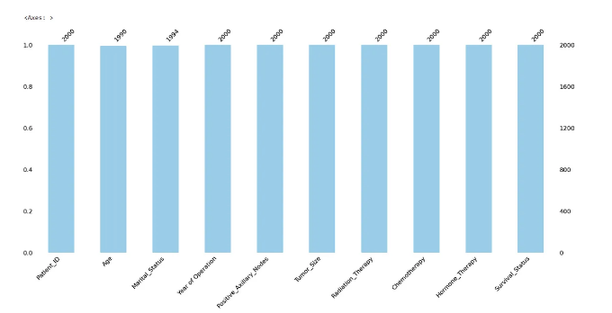 <Axes: >
2000 1990 1994 2000 2000 2000 2000 2000 2000 2000
1.0 2000
0.8 1600
0.6 1200
0.4 800
0.2 400
0.0 0
Patient_ID Age Marital_Status Year of Operation Positive_Axillary_Nodes Tumor_Size Radiation_Therapy Chemotherapy Hormone_Therapy Survival_Status